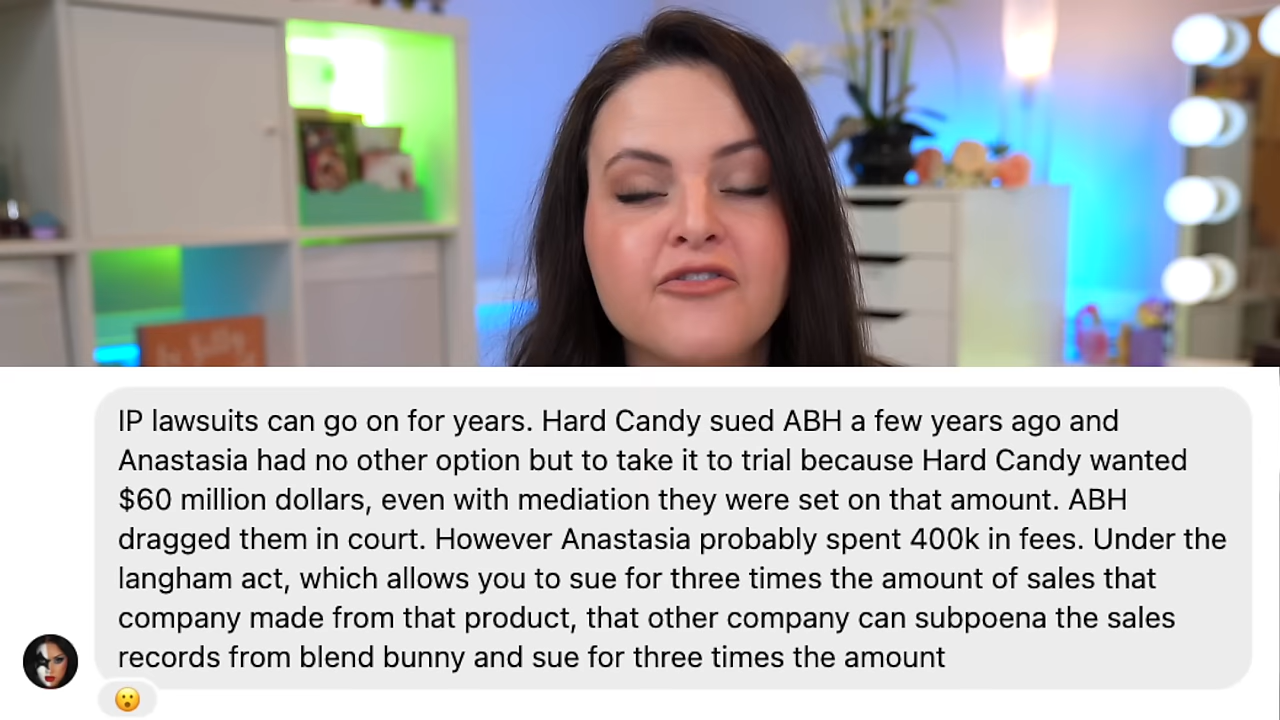 IP lawsuits can go on for years. Hard Candy sued ABH a few years ago and
Anastasia had no other option but to take it to trial because Hard Candy wanted
$60 million dollars, even with mediation they were set on that amount. ABH
dragged them in court. However Anastasia probably spent 400k in fees. Under the
langham act, which allows you to sue for three times the amount of sales that
company made from that product, that other company can subpoena the sales
records from blend bunny and sue for three times the amount